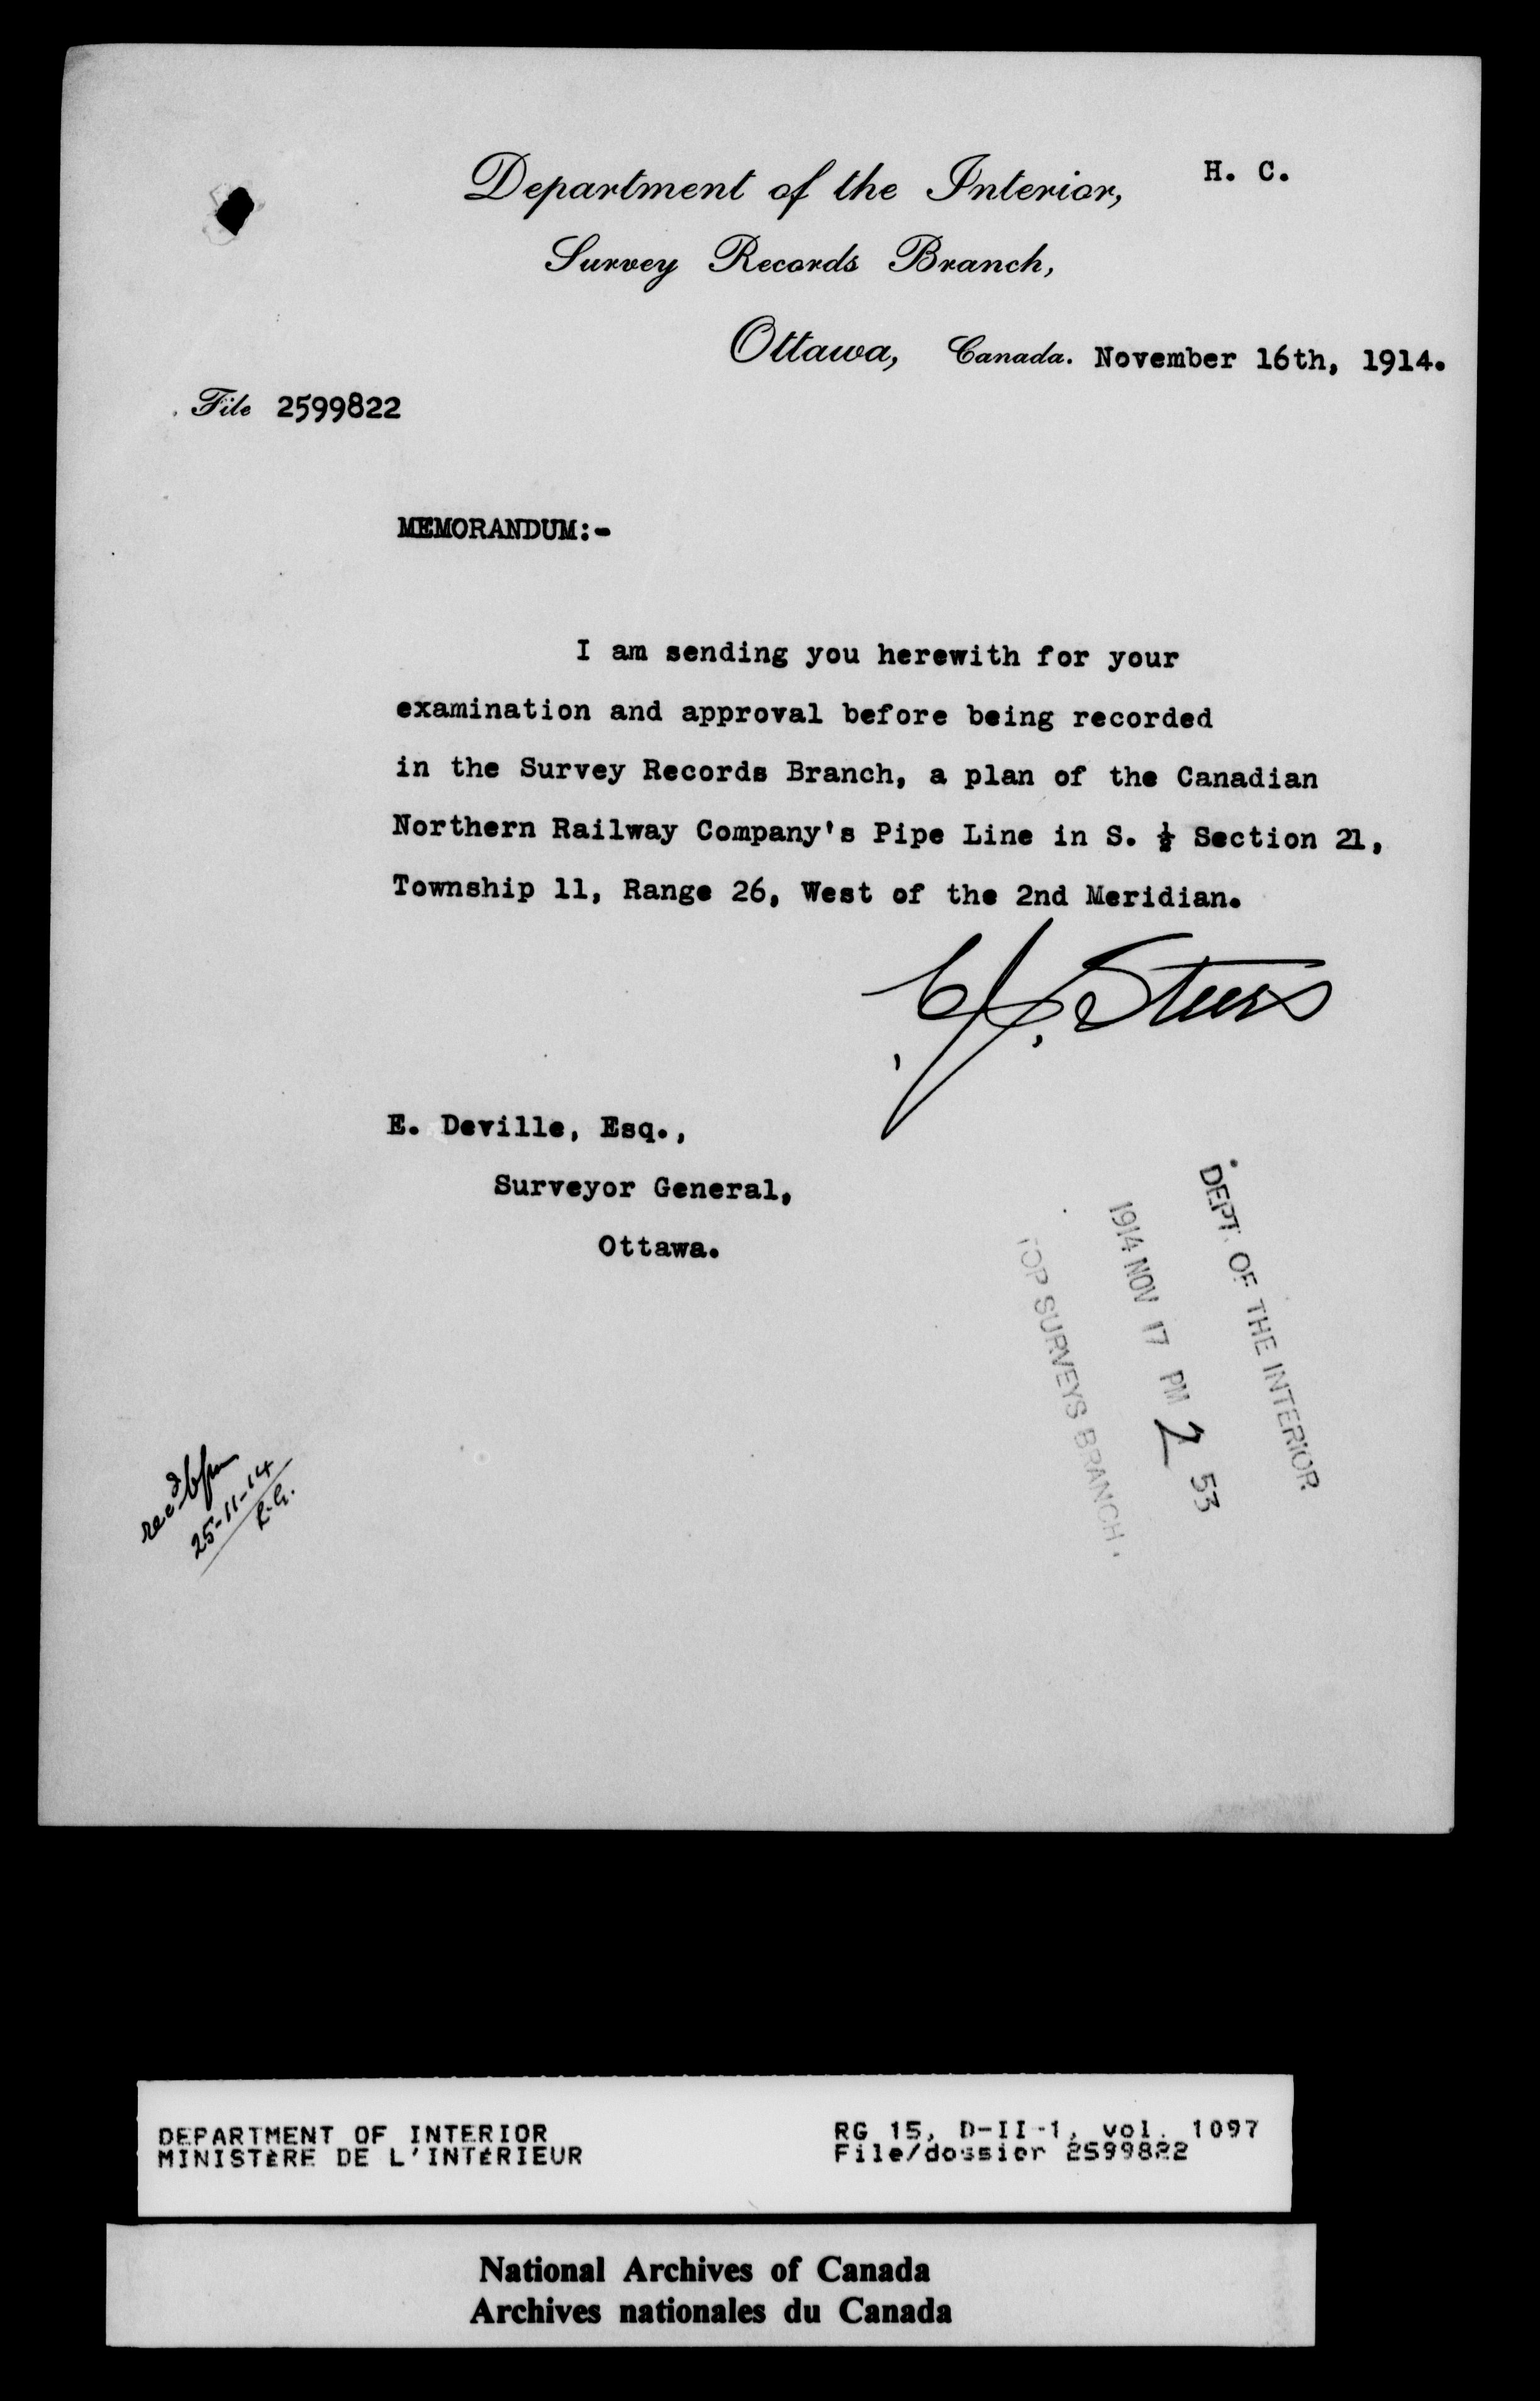 H. C.
Department of the Interior,
Survey Records Branch,
Ottawa, Canada. November 16th, 1914.
File 2599822
MEMORANDUM:-
I am sending you herewith for your
examination and approval before being recorded
in the Survey Records Branch, a plan of the Canadian
Northern Railway Company's Pipe Line in S. ½ Section 21,
Township 11, Range 26, West of the 2nd Meridian.
E. Deville, Esq.,
Surveyor General,
Ottawa.
DEPT. OF THE INTERIOR
1914 NOV 17 PM 2 53
TOP SURVEYS BRANCH.
recd
25-11-14
DEPARTMENT OF INTERIOR
MINISTÈRE DE L'INTÉRIEUR
RG 15, D-II-1, vol. 1097
File/dossier 2599822
National Archives of Canada
Archives nationales du Canada